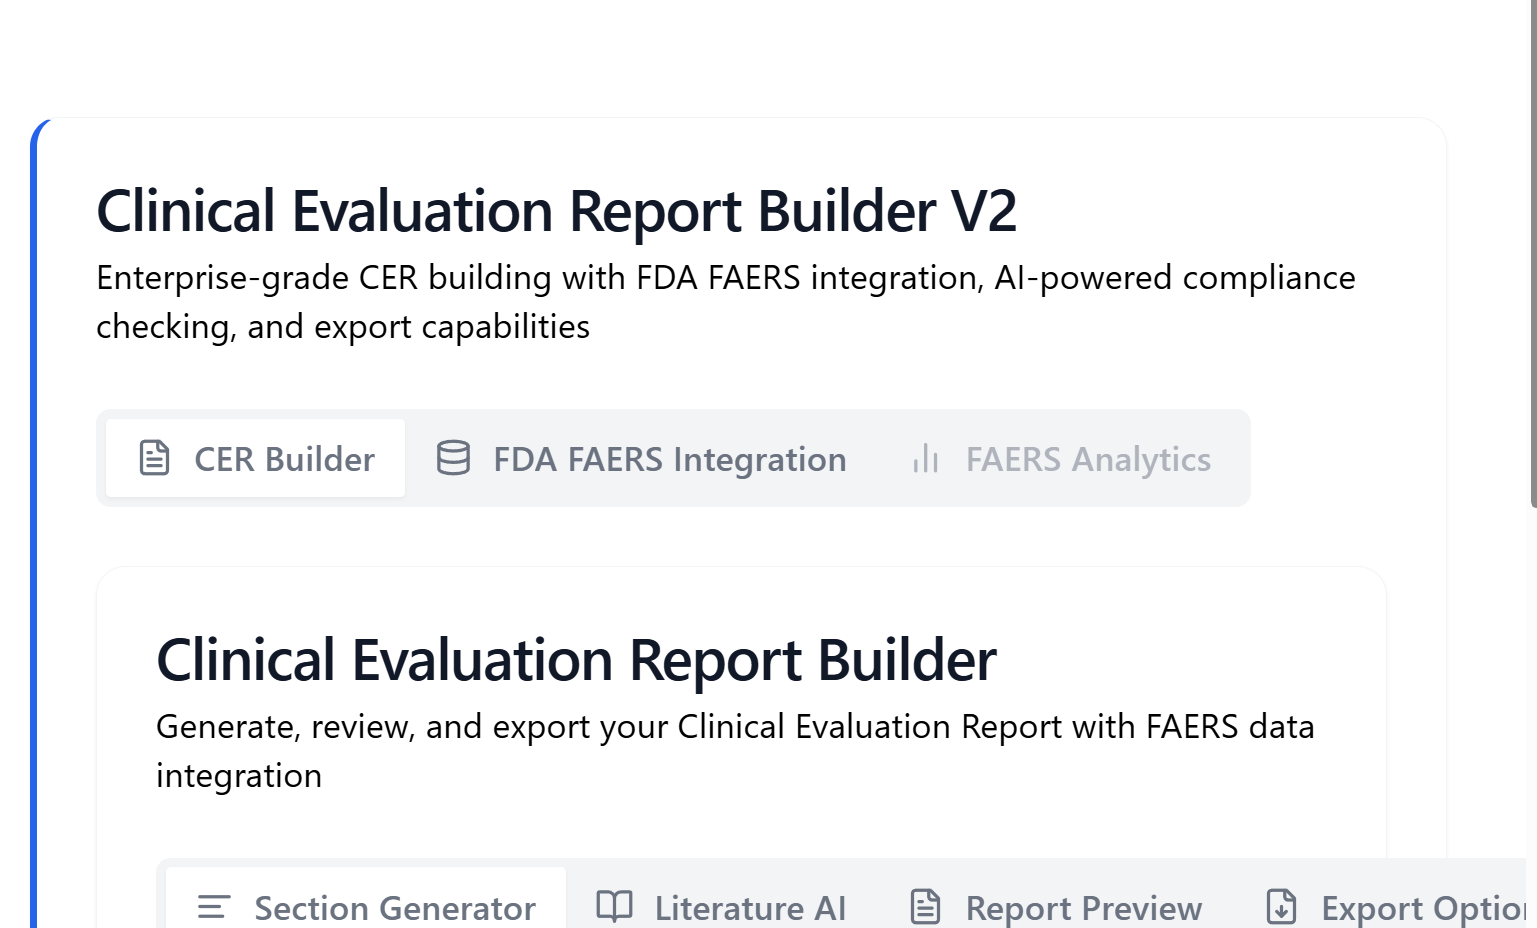 Clinical Evaluation Report Builder V2
Enterprise-grade CER building with FDA FAERS integration, AI-powered compliance
checking, and export capabilities
CER Builder FDA FAERS Integration FAERS Analytics
Clinical Evaluation Report Builder
Generate, review, and export your Clinical Evaluation Report with FAERS data
integration
Section Generator Literature AI Report Preview Export